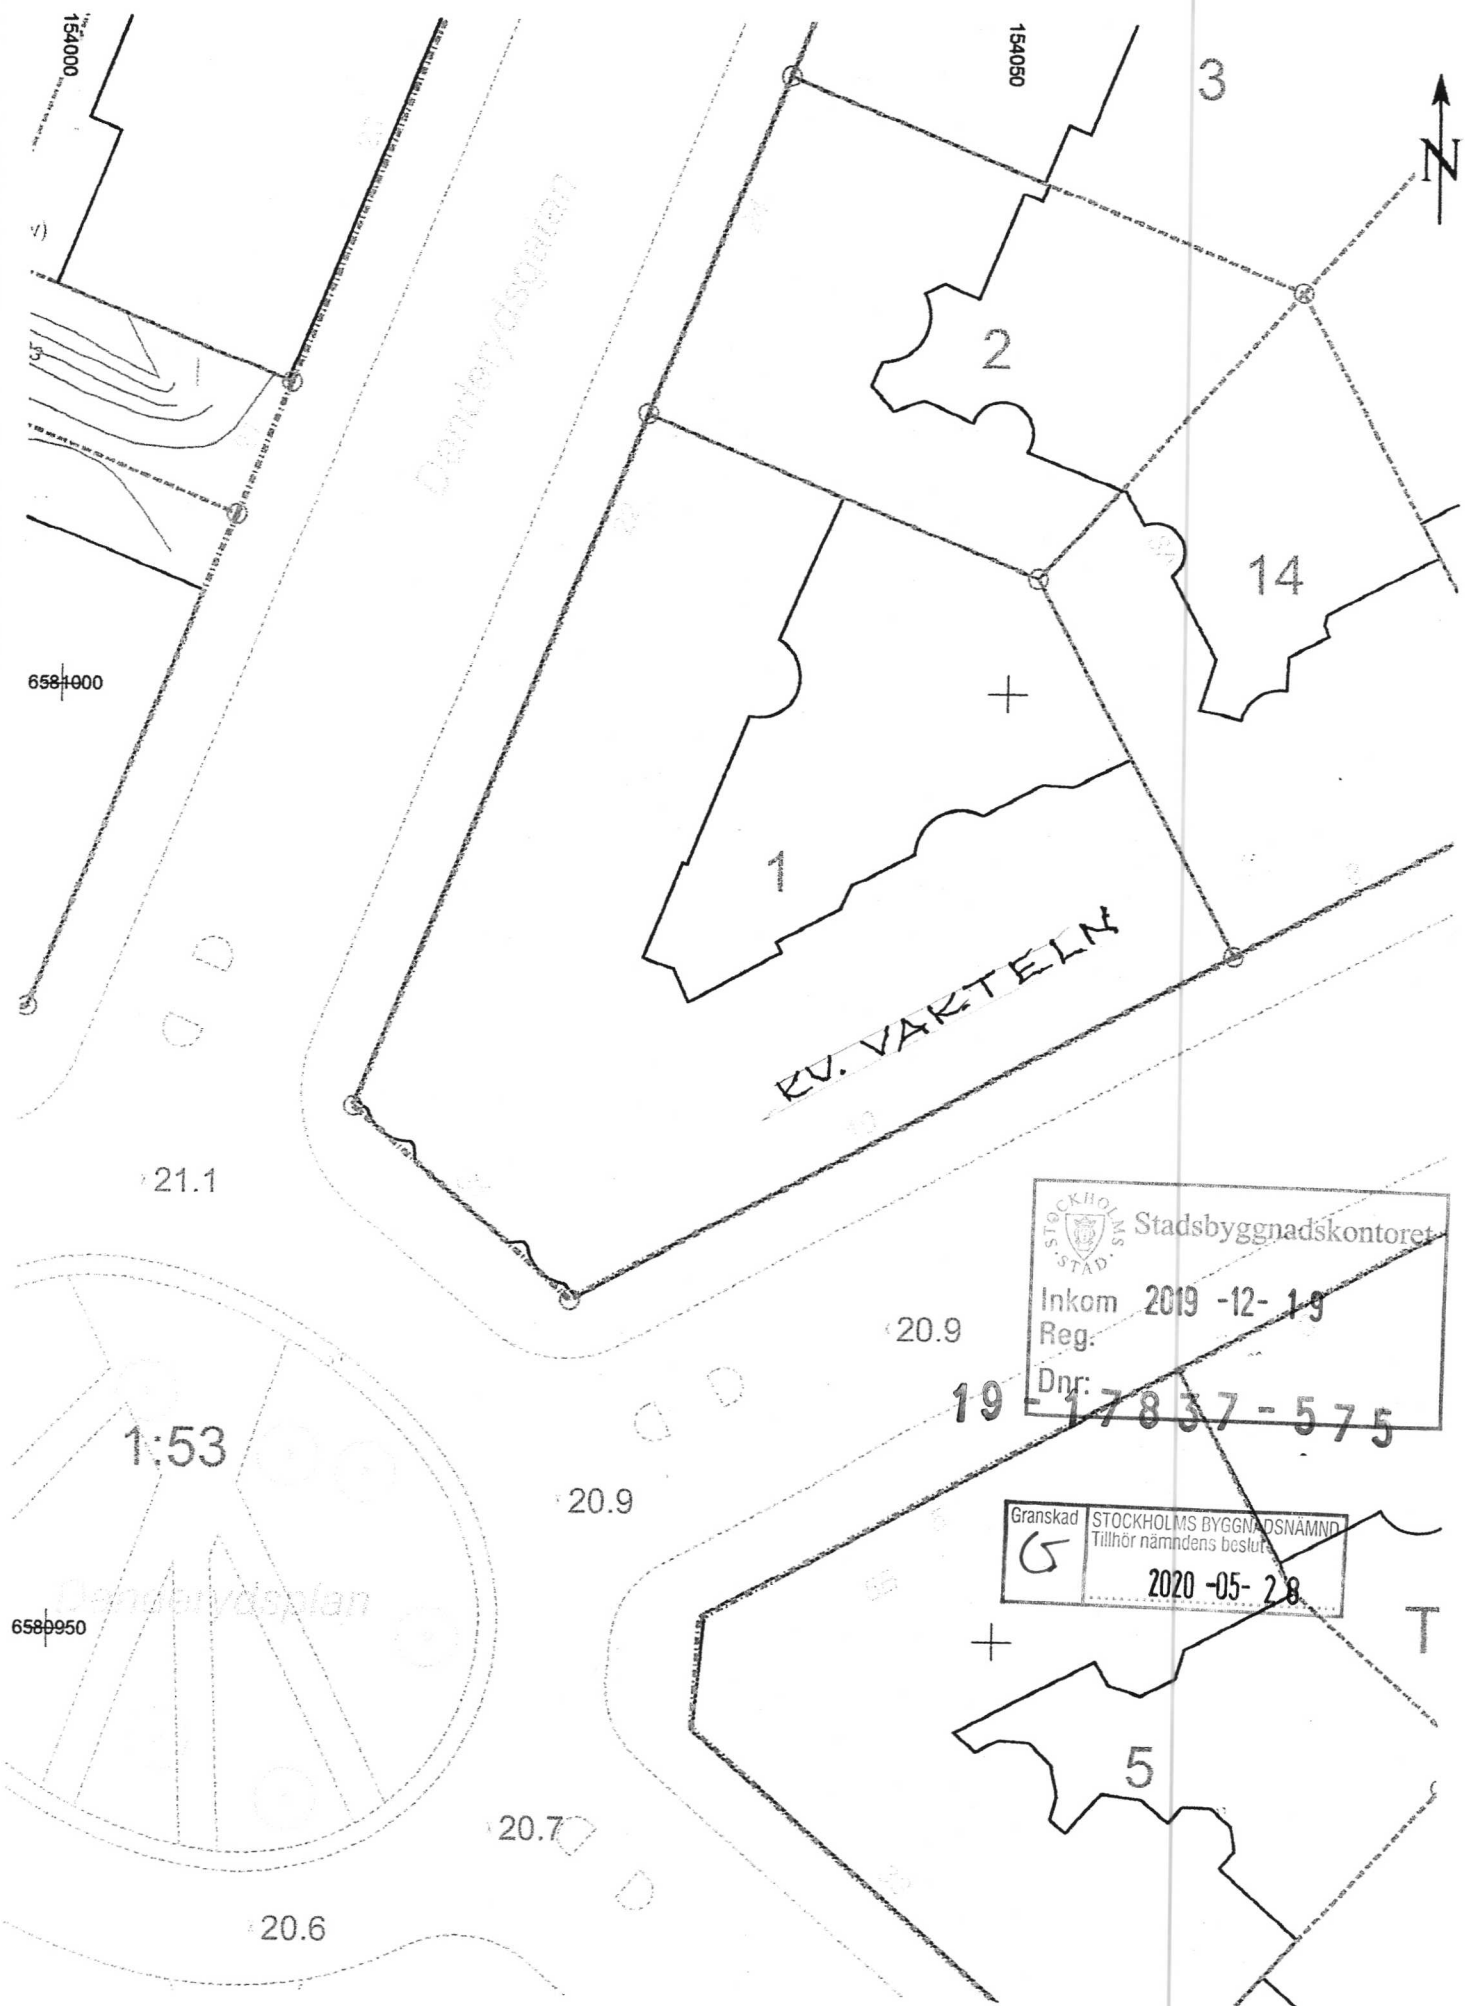 154000
154050
3
N
Danderydsgatan
2
14
6581000
1
KV. VAKTELN
21.1
STOCKHOLMS STAD
Stadsbyggnadskontoret
Inkom 2019 -12- 19
Reg:
Dnr:
19 - 17837 - 575
20.9
1:53
20.9
Granskad
G
STOCKHOLMS BYGGNADSNÄMND
Tillhör nämndens beslut
2020 -05- 28
Danderydsplan
6580950
T
5
20.7
20.6